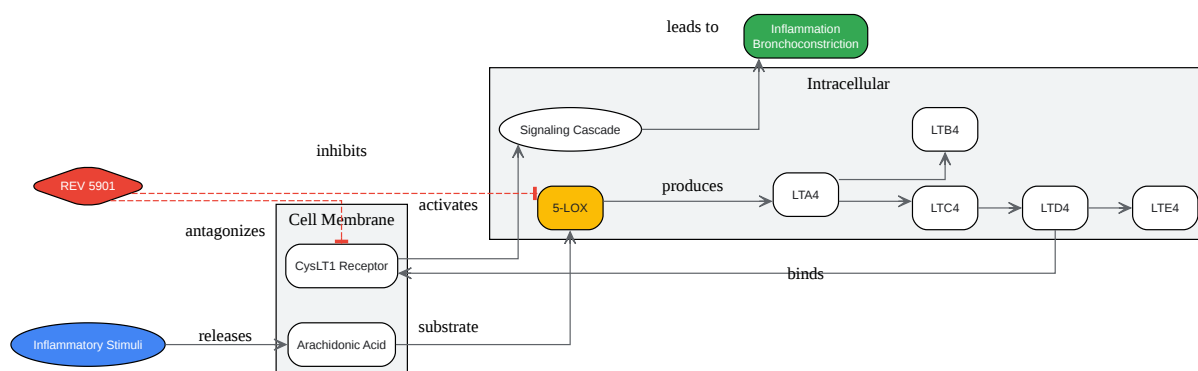 leads to
Inflammation
Bronchoconstriction
Intracellular
Signaling Cascade
LTB4
inhibits
REV 5901
produces
activates
5-LOX
LTA4
LTC4
LTD4
LTE4
Cell Membrane
antagonizes
CysLT1 Receptor
binds
substrate
releases
Inflammatory Stimuli
Arachidonic Acid